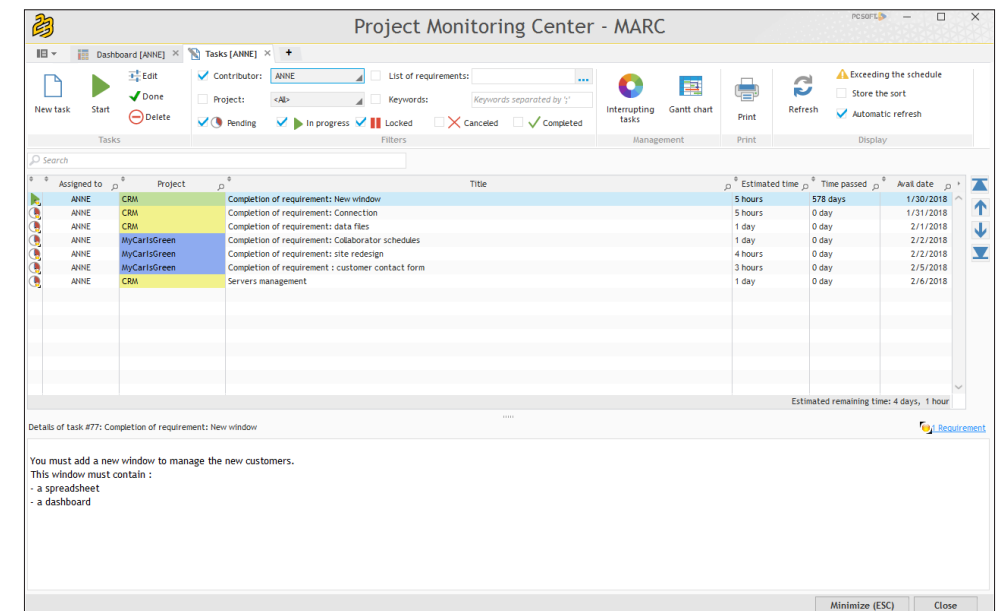 23 Project Monitoring Center - MARC PCSOFT
Dashboard [ANNE] × Tasks [ANNE] × +
New task
Start
Edit
Done
Delete
Tasks
Contributor: ANNE List of requirements: ...
Project: <All> Keywords: Keywords separated by ';'
Pending In progress Locked Canceled Completed
Filters
Interrupting tasks
Gantt chart
Management
Print
Print
Refresh
Exceeding the schedule
Store the sort
Automatic refresh
Display
Search
Assigned to Project Title Estimated time Time passed Avail date
ANNE CRM Completion of requirement: New window 5 hours 578 days 1/30/2018
ANNE CRM Completion of requirement: Connection 5 hours 0 day 1/31/2018
ANNE CRM Completion of requirement: data files 1 day 0 day 2/1/2018
ANNE MyCarIsGreen Completion of requirement: Collaborator schedules 1 day 0 day 2/2/2018
ANNE MyCarIsGreen Completion of requirement: site redesign 4 hours 0 day 2/2/2018
ANNE MyCarIsGreen Completion of requirement : customer contact form 3 hours 0 day 2/5/2018
ANNE CRM Servers management 1 day 0 day 2/6/2018
Estimated remaining time: 4 days, 1 hour
Details of task #77: Completion of requirement: New window 1 Requirement
You must add a new window to manage the new customers.
This window must contain :
- a spreadsheet
- a dashboard
Minimize (ESC) Close